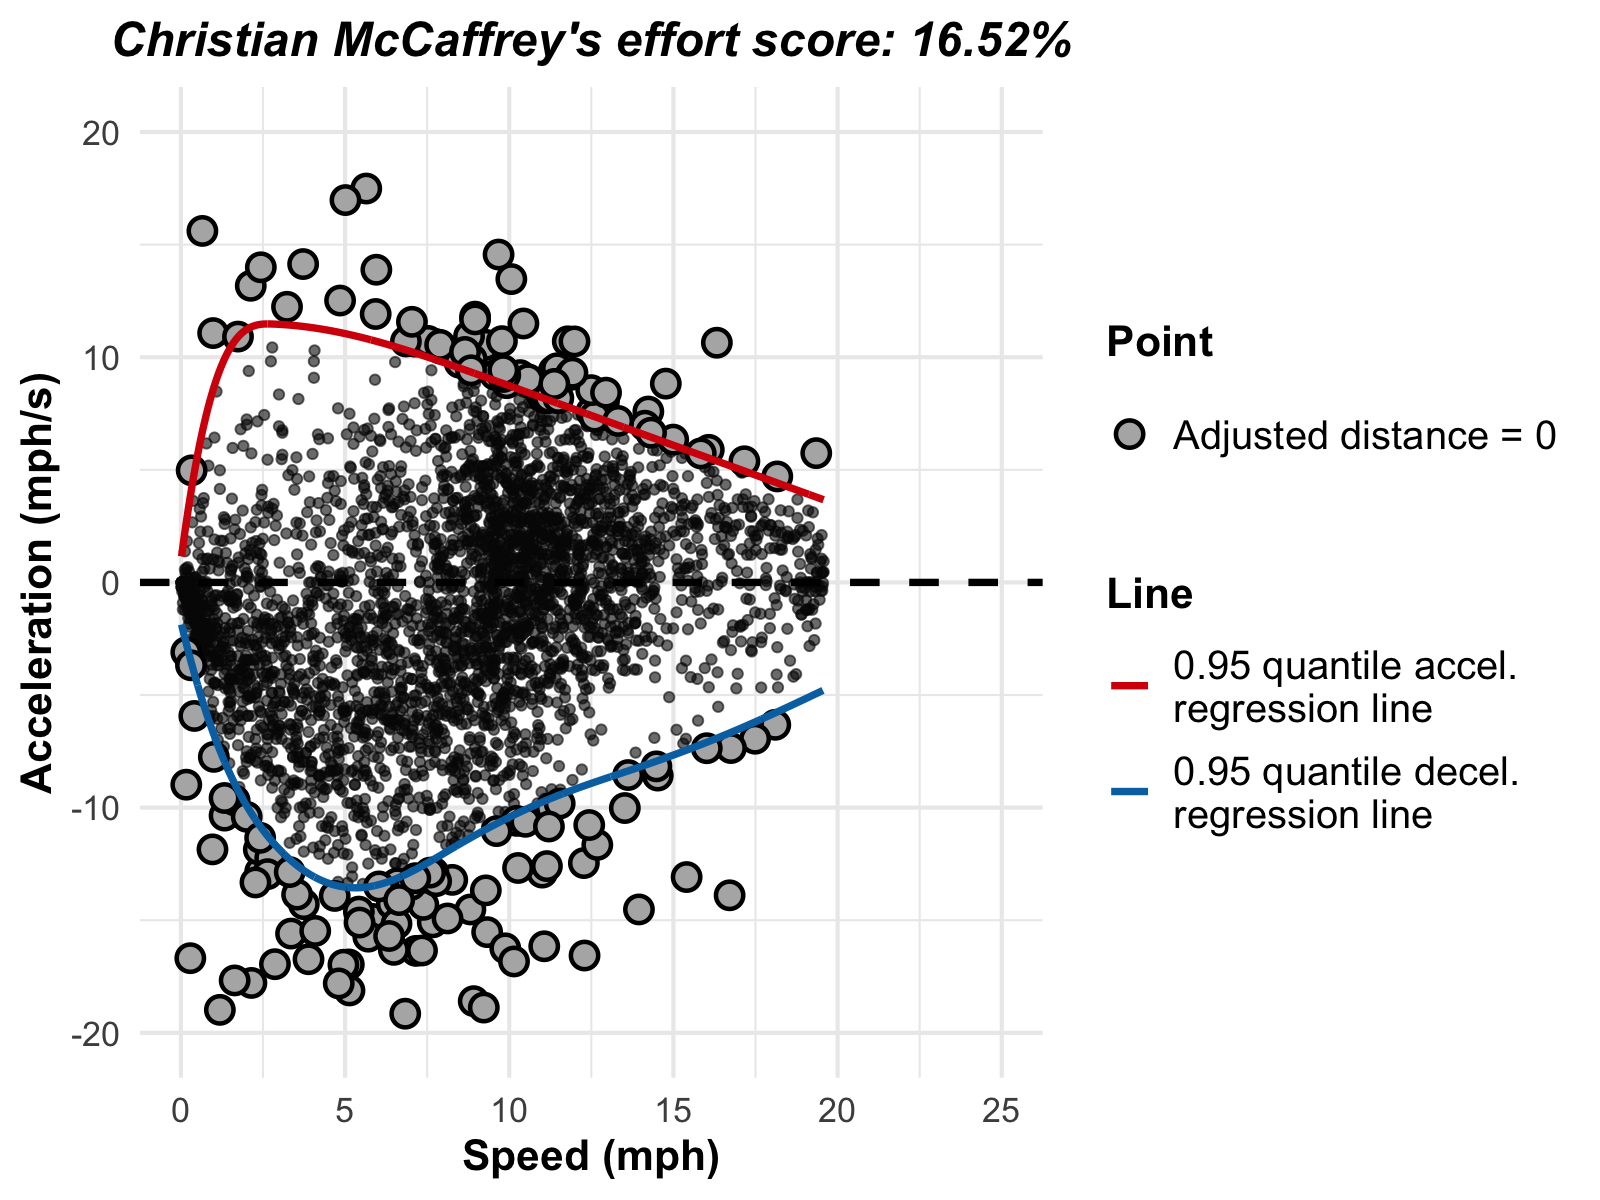 Christian McCaffrey's effort score: 16.52%
20
10
0
-10
-20
Acceleration (mph/s)
0 5 10 15 20 25
Speed (mph)
Point
Adjusted distance = 0
Line
0.95 quantile accel.
regression line
0.95 quantile decel.
regression line